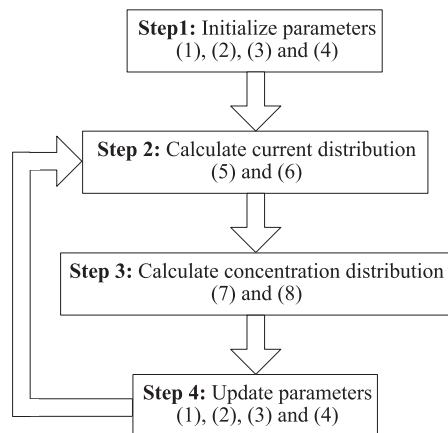 Step1: Initialize parameters
(1), (2), (3) and (4)
Step 2: Calculate current distribution
(5) and (6)
Step 3: Calculate concentration distribution
(7) and (8)
Step 4: Update parameters
(1), (2), (3) and (4)